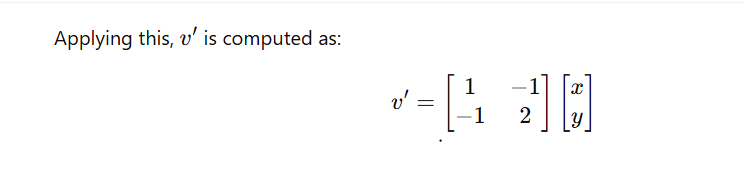 Applying this, v′ is computed as:
v′ = [ 1 −1 ; −1 2 ] [ x ; y ]
.